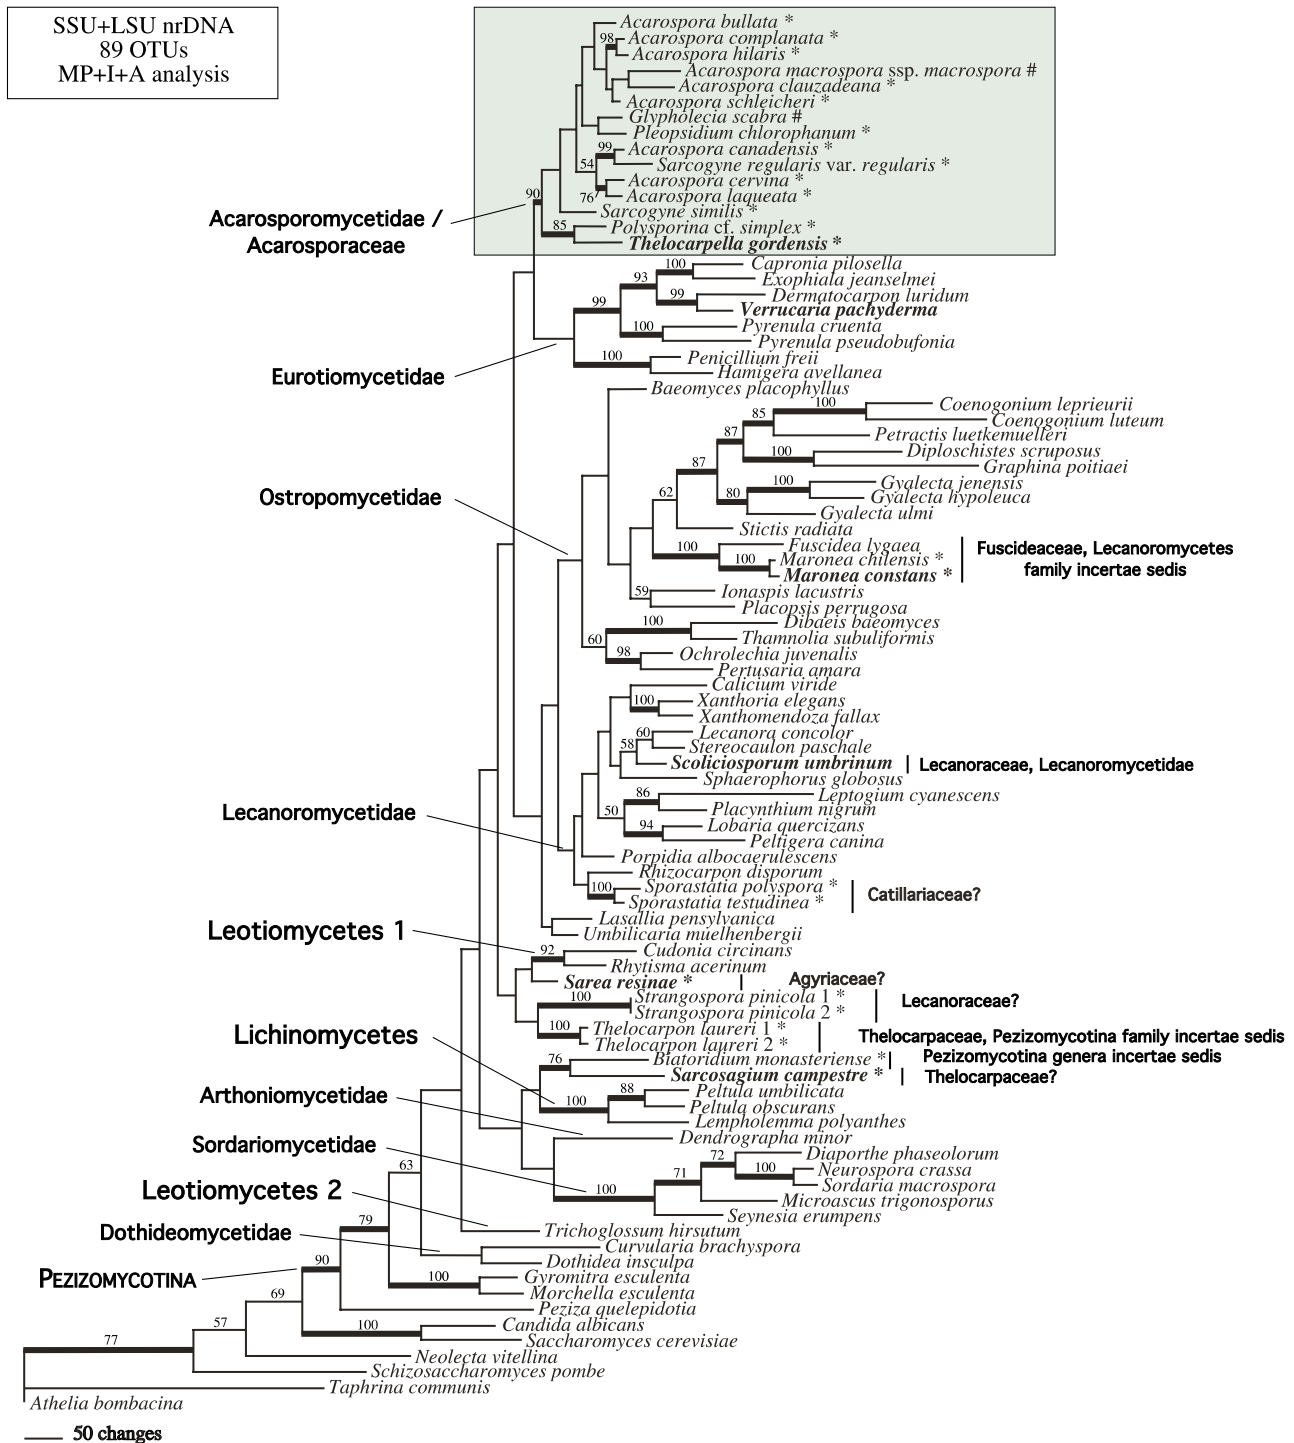 SSU+LSU nrDNA
89 OTUs
MP+I+A analysis
Acarospora bullata *
98
Acarospora complanata *
Acarospora hilaris *
Acarospora macrospora ssp. macrospora #
Acarospora clauzadeana *
Acarospora schleicheri *
Glypholecia scabra #
Pleopsidium chlorophanum *
99
Acarospora canadensis *
54
Sarcogyne regularis var. regularis *
Acarospora cervina *
76
Acarospora laqueata *
90
Sarcogyne similis *
Acarosporomycetidae /
Acarosporaceae
85
Polysporina cf. simplex *
Thelocarpella gordensis *
100
Capronia pilosella
93
Exophiala jeanselmei
99
Dermatocarpon luridum
99
Verrucaria pachyderma
100
Pyrenula cruenta
Pyrenula pseudobufonia
100
Penicillium freii
Eurotiomycetidae
Hamigera avellanea
Baeomyces placophyllus
100
Coenogonium leprieurii
85
Coenogonium luteum
87
Petractis luetkemuelleri
100
Diploschistes scruposus
87
Graphina poitiaei
100
Gyalecta jenensis
Ostropomycetidae
62
80
Gyalecta hypoleuca
Gyalecta ulmi
Stictis radiata
100
Fuscidea lygaea
100
Maronea chilensis *
Maronea constans *
Fuscideaceae, Lecanoromycetes
family incertae sedis
59
Ionaspis lacustris
Placopsis perrugosa
100
Dibaeis baeomyces
60
Thamnolia subuliformis
98
Ochrolechia juvenalis
Pertusaria amara
Calicium viride
100
Xanthoria elegans
Xanthomendoza fallax
60
Lecanora concolor
58
Stereocaulon paschale
Scoliciosporum umbrinum
Lecanoraceae, Lecanoromycetidae
Sphaerophorus globosus
86
Leptogium cyanescens
Lecanoromycetidae
50
Placynthium nigrum
94
Lobaria quercizans
Peltigera canina
Porpidia albocaerulescens
Rhizocarpon disporum
100
Sporastatia polyspora *
Sporastatia testudinea *
Catillariaceae?
Lasallia pensylvanica
Umbilicaria muelhenbergii
Leotiomycetes 1
92
Cudonia circinans
Rhytisma acerinum
Sarea resinae *
Agyriaceae?
100
Strangospora pinicola 1 *
Strangospora pinicola 2 *
Lecanoraceae?
100
Thelocarpon laureri 1 *
Thelocarpon laureri 2 *
Thelocarpaceae, Pezizomycotina family incertae sedis
Lichinomycetes
76
Biatoridium monasteriense *
Pezizomycotina genera incertae sedis
Sarcosagium campestre *
Thelocarpaceae?
88
Peltula umbilicata
100
Peltula obscurans
Arthoniomycetidae
Lempholemma polyanthes
Dendrographa minor
Sordariomycetidae
72
Diaporthe phaseolorum
100
Neurospora crassa
71
Sordaria macrospora
100
Microascus trigonosporus
Leotiomycetes 2
63
Seynesia erumpens
Trichoglossum hirsutum
79
Dothideomycetidae
Curvularia brachyspora
Dothidea insculpa
90
PEZIZOMYCOTINA
100
Gyromitra esculenta
Morchella esculenta
69
Peziza quelepidotia
100
Candida albicans
57
Saccharomyces cerevisiae
77
Neolecta vitellina
Schizosaccharomyces pombe
Taphrina communis
Athelia bombacina
50 changes